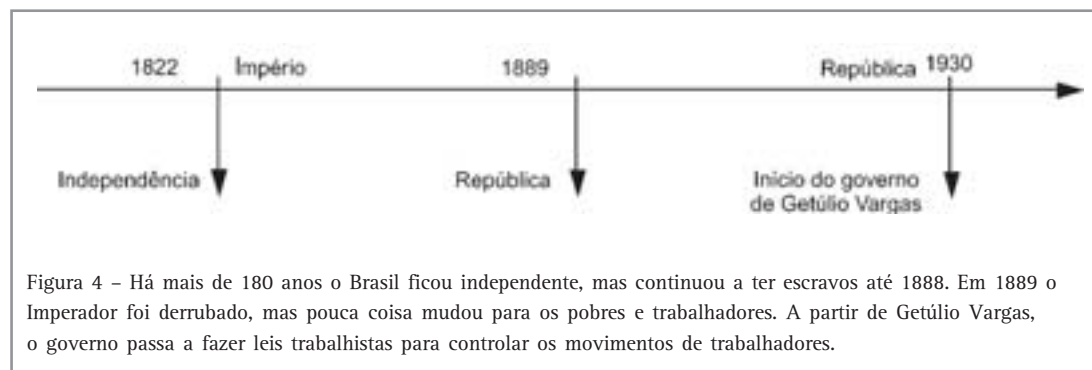 1822 Império 1889 República 1930
Independência República Início do governo
de Getúlio Vargas
Figura 4 – Há mais de 180 anos o Brasil ficou independente, mas continuou a ter escravos até 1888. Em 1889 o
Imperador foi derrubado, mas pouca coisa mudou para os pobres e trabalhadores. A partir de Getúlio Vargas,
o governo passa a fazer leis trabalhistas para controlar os movimentos de trabalhadores.